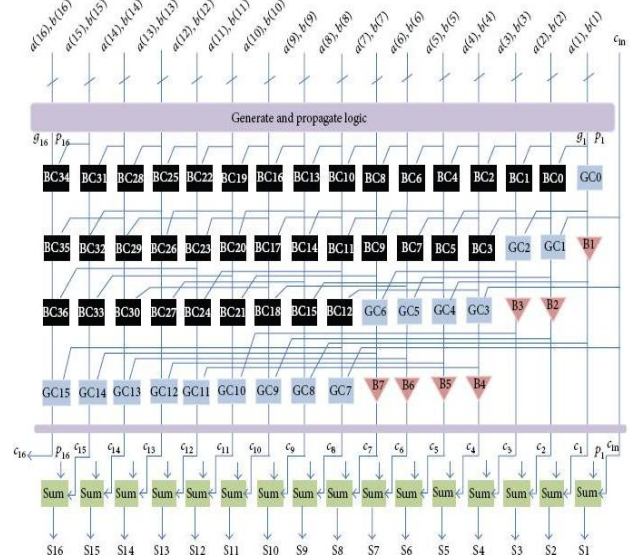 a(16), b(16) a(15), b(15) a(14), b(14) a(13), b(13) a(12), b(12) a(11), b(11) a(10), b(10) a(9), b(9) a(8), b(8) a(7), b(7) a(6), b(6) a(5), b(5) a(4), b(4) a(3), b(3) a(2), b(2) a(1), b(1) cin
Generate and propagate logic
g16 p16 g1 p1
BC34 BC31 BC28 BC25 BC22 BC19 BC16 BC13 BC10 BC8 BC6 BC4 BC2 BC1 BC0 GC0
BC35 BC32 BC29 BC26 BC23 BC20 BC17 BC14 BC11 BC9 BC7 BC5 BC3 GC2 GC1 B1
BC36 BC33 BC30 BC27 BC24 BC21 BC18 BC15 BC12 GC6 GC5 GC4 GC3 B3 B2
GC15 GC14 GC13 GC12 GC11 GC10 GC9 GC8 GC7 B7 B6 B5 B4
c16 p16 c15 c14 c13 c12 c11 c10 c9 c8 c7 c6 c5 c4 c3 c2 c1 p1 cin
Sum Sum Sum Sum Sum Sum Sum Sum Sum Sum Sum Sum Sum Sum Sum Sum
S16 S15 S14 S13 S12 S11 S10 S9 S8 S7 S6 S5 S4 S3 S2 S1